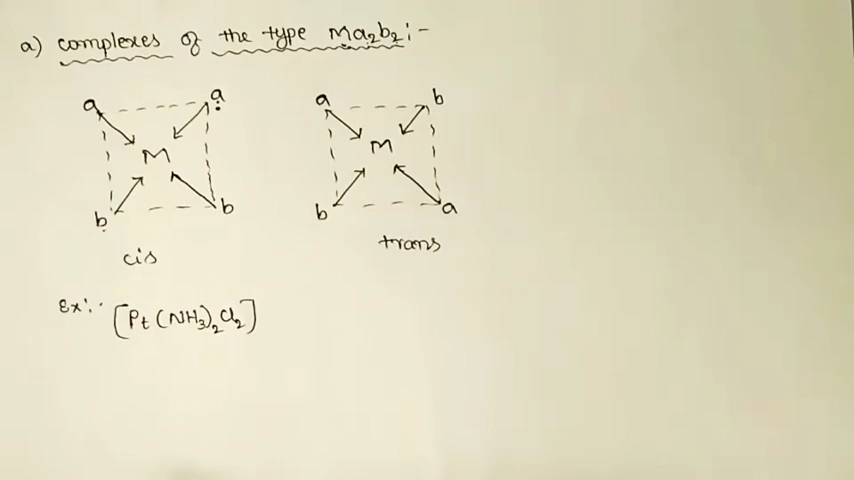 a) complexes of the type Ma₂b₂ :-
a a a b
M M
b b b a
cis trans
Ex:- [Pt(NH₃)₂Cl₂]